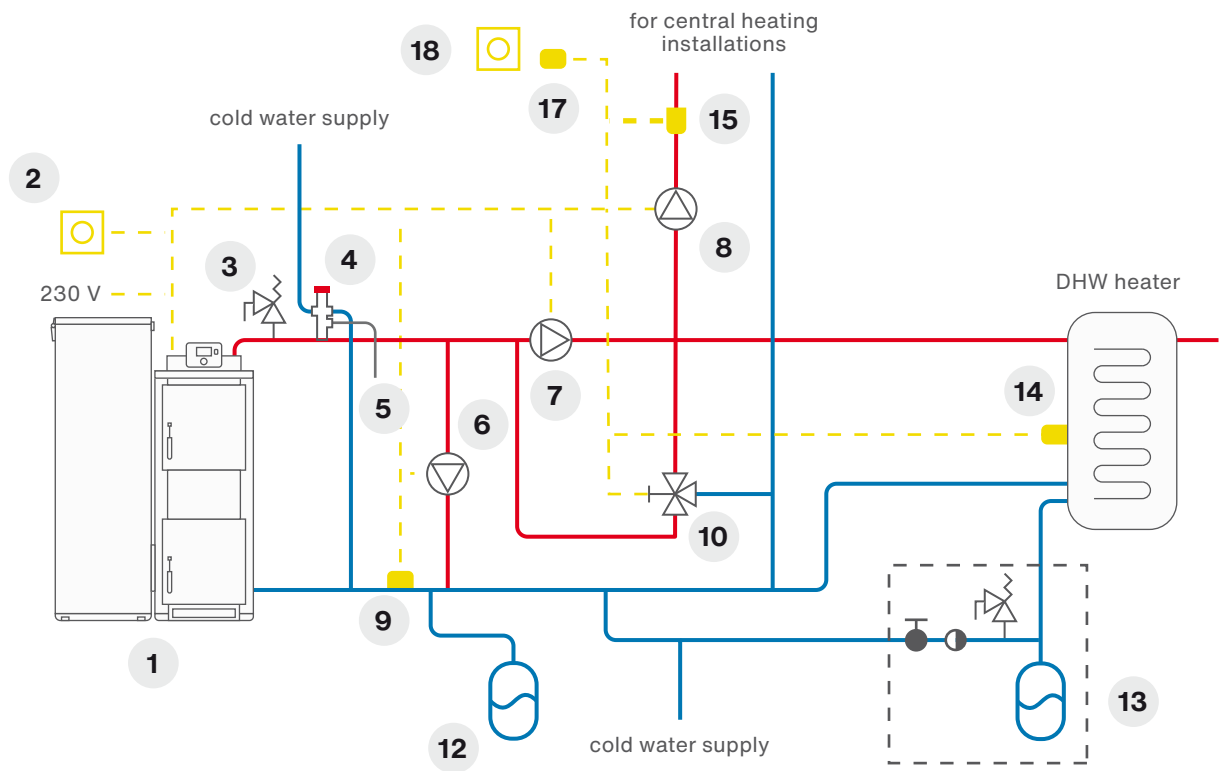 for central heating
installations
18
17
15
cold water supply
2
8
3
4
230 V
DHW heater
7
5
6
14
10
9
1
13
12
cold water supply